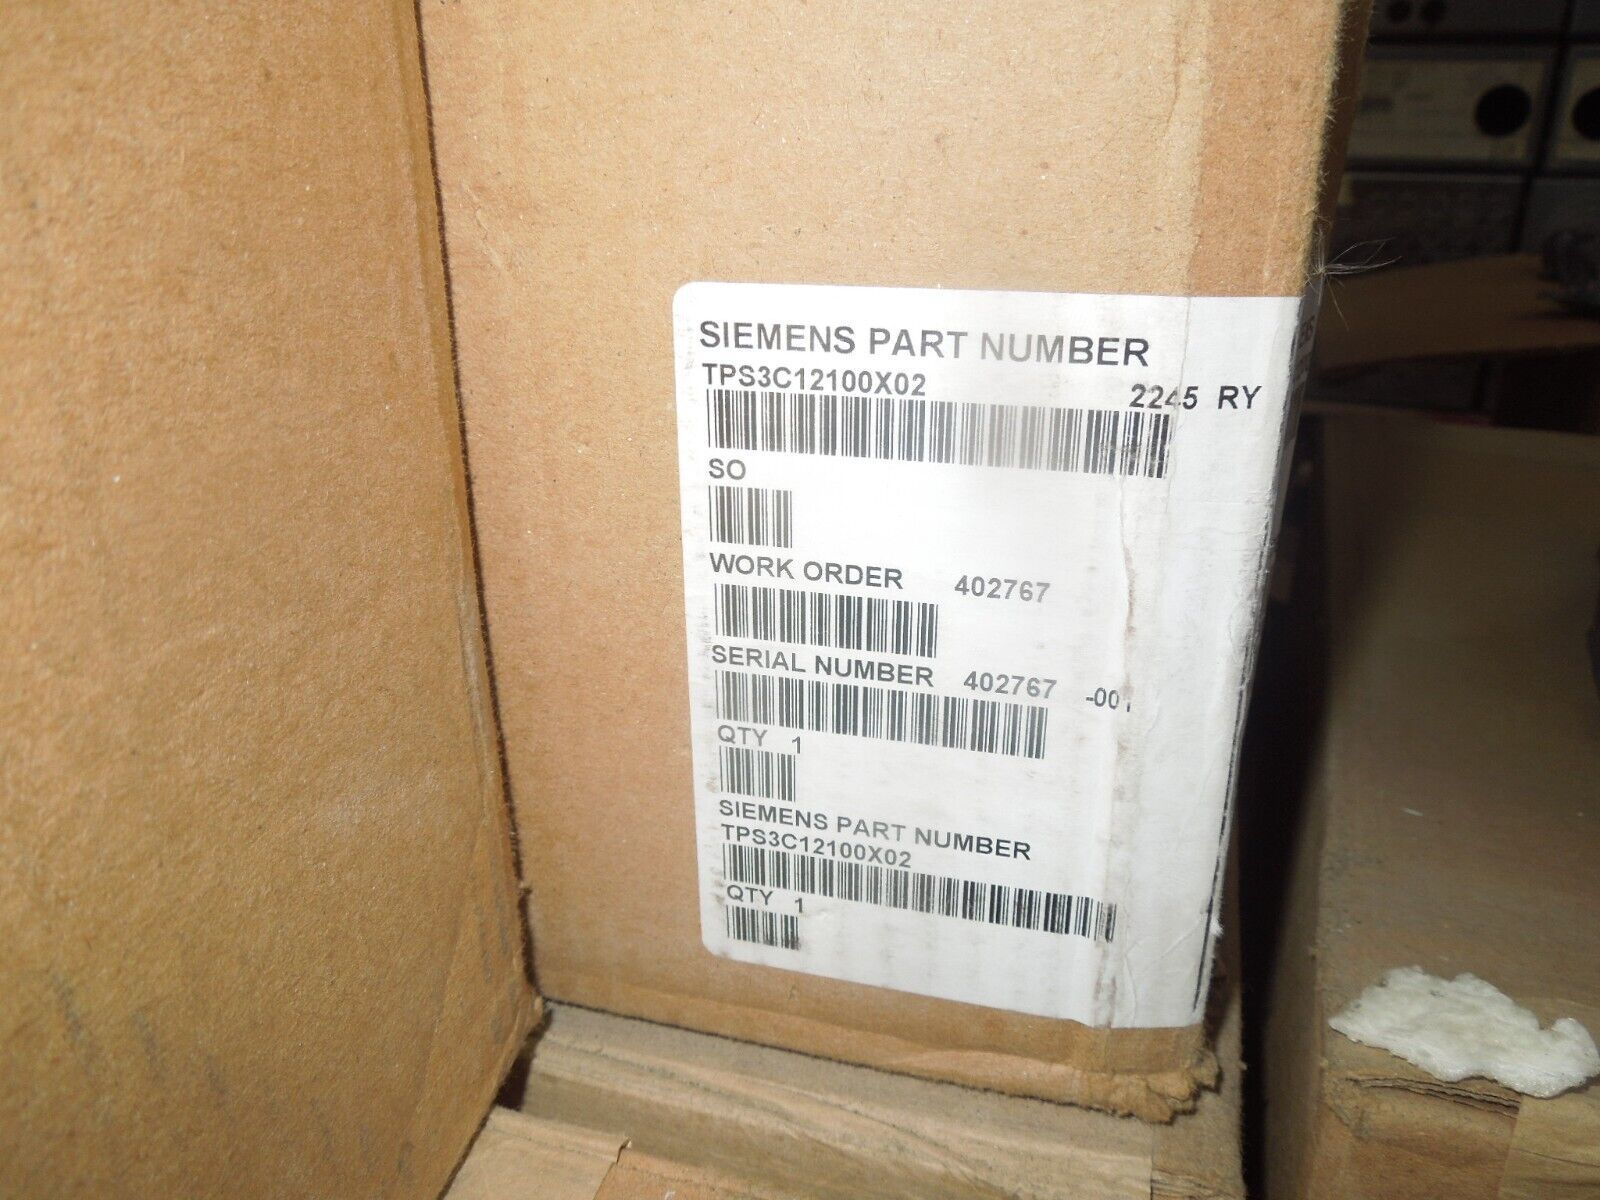 SIEMENS PART NUMBER
TPS3C12100X02 2245 RY
SO
WORK ORDER 402767
SERIAL NUMBER 402767 -001
QTY 1
SIEMENS PART NUMBER
TPS3C12100X02
QTY 1